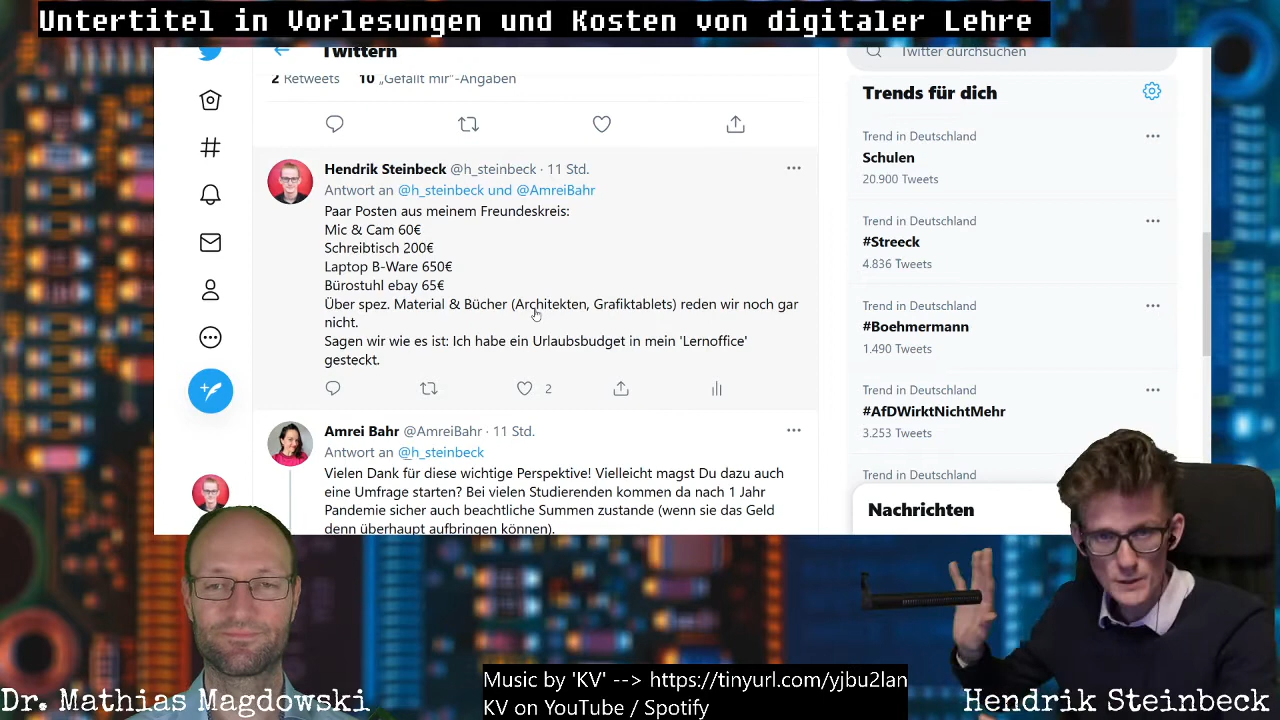 Untertitel in Vorlesungen und Kosten von digitaler Lehre
Twittern
2 Retweets 10 „Gefällt mir“-Angaben
Hendrik Steinbeck @h_steinbeck · 11 Std.
Antwort an @h_steinbeck und @AmreiBahr
Paar Posten aus meinem Freundeskreis:
Mic & Cam 60€
Schreibtisch 200€
Laptop B-Ware 650€
Bürostuhl ebay 65€
Über spez. Material & Bücher (Architekten, Grafiktablets) reden wir noch gar
nicht.
Sagen wir wie es ist: Ich habe ein Urlaubsbudget in mein 'Lernoffice'
gesteckt.
2
Amrei Bahr @AmreiBahr · 11 Std.
Antwort an @h_steinbeck
Vielen Dank für diese wichtige Perspektive! Vielleicht magst Du dazu auch
eine Umfrage starten? Bei vielen Studierenden kommen da nach 1 Jahr
Pandemie sicher auch beachtliche Summen zustande (wenn sie das Geld
denn überhaupt aufbringen können).
Twitter durchsuchen
Trends für dich
Trend in Deutschland
Schulen
20.900 Tweets
Trend in Deutschland
#Streeck
4.836 Tweets
Trend in Deutschland
#Boehmermann
1.490 Tweets
Trend in Deutschland
#AfDWirktNichtMehr
3.253 Tweets
Trend in Deutschland
Nachrichten
Dr. Mathias Magdowski
Music by 'KV' --> https://tinyurl.com/yjbu2lan
KV on YouTube / Spotify
Hendrik Steinbeck